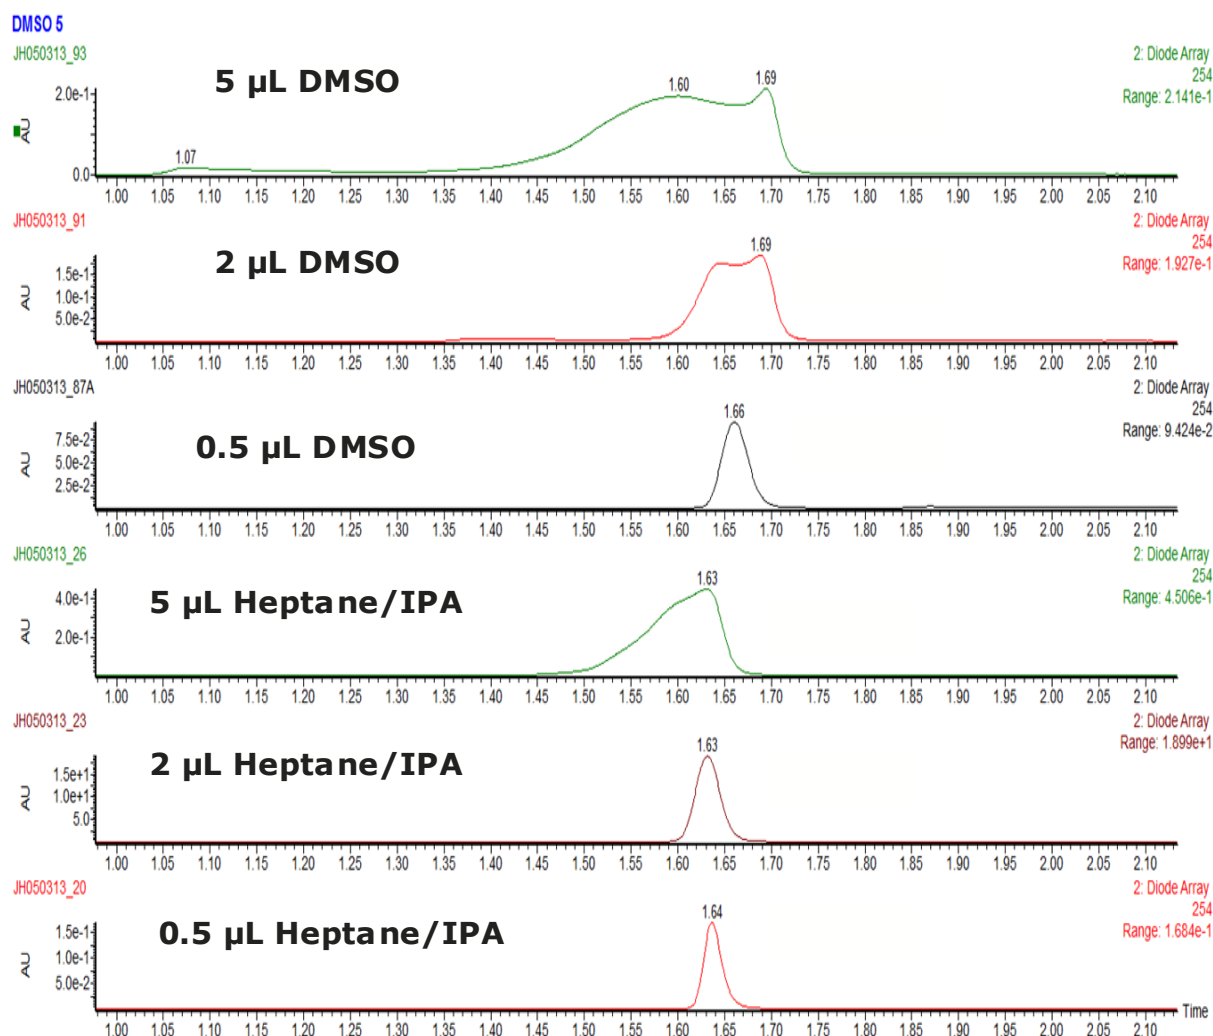 DMSO 5
JH050313_93
2: Diode Array
254
Range: 2.141e-1
5 µL DMSO
1.60
1.69
2.0e-1
AU
1.07
0.0
1.00 1.05 1.10 1.15 1.20 1.25 1.30 1.35 1.40 1.45 1.50 1.55 1.60 1.65 1.70 1.75 1.80 1.85 1.90 1.95 2.00 2.05 2.10
JH050313_91
2: Diode Array
254
Range: 1.927e-1
2 µL DMSO
1.69
1.5e-1
1.0e-1
5.0e-2
AU
1.00 1.05 1.10 1.15 1.20 1.25 1.30 1.35 1.40 1.45 1.50 1.55 1.60 1.65 1.70 1.75 1.80 1.85 1.90 1.95 2.00 2.05 2.10
JH050313_87A
2: Diode Array
254
Range: 9.424e-2
0.5 µL DMSO
1.66
7.5e-2
5.0e-2
2.5e-2
AU
1.00 1.05 1.10 1.15 1.20 1.25 1.30 1.35 1.40 1.45 1.50 1.55 1.60 1.65 1.70 1.75 1.80 1.85 1.90 1.95 2.00 2.05 2.10
JH050313_26
2: Diode Array
254
Range: 4.506e-1
5 µL Heptane/IPA
1.63
4.0e-1
2.0e-1
AU
1.00 1.05 1.10 1.15 1.20 1.25 1.30 1.35 1.40 1.45 1.50 1.55 1.60 1.65 1.70 1.75 1.80 1.85 1.90 1.95 2.00 2.05 2.10
JH050313_23
2: Diode Array
Range: 1.899e+1
2 µL Heptane/IPA
1.63
1.5e+1
1.0e+1
5.0
AU
1.00 1.05 1.10 1.15 1.20 1.25 1.30 1.35 1.40 1.45 1.50 1.55 1.60 1.65 1.70 1.75 1.80 1.85 1.90 1.95 2.00 2.05 2.10
JH050313_20
2: Diode Array
254
Range: 1.684e-1
0.5 µL Heptane/IPA
1.64
1.5e-1
1.0e-1
5.0e-2
AU
Time
1.00 1.05 1.10 1.15 1.20 1.25 1.30 1.35 1.40 1.45 1.50 1.55 1.60 1.65 1.70 1.75 1.80 1.85 1.90 1.95 2.00 2.05 2.10